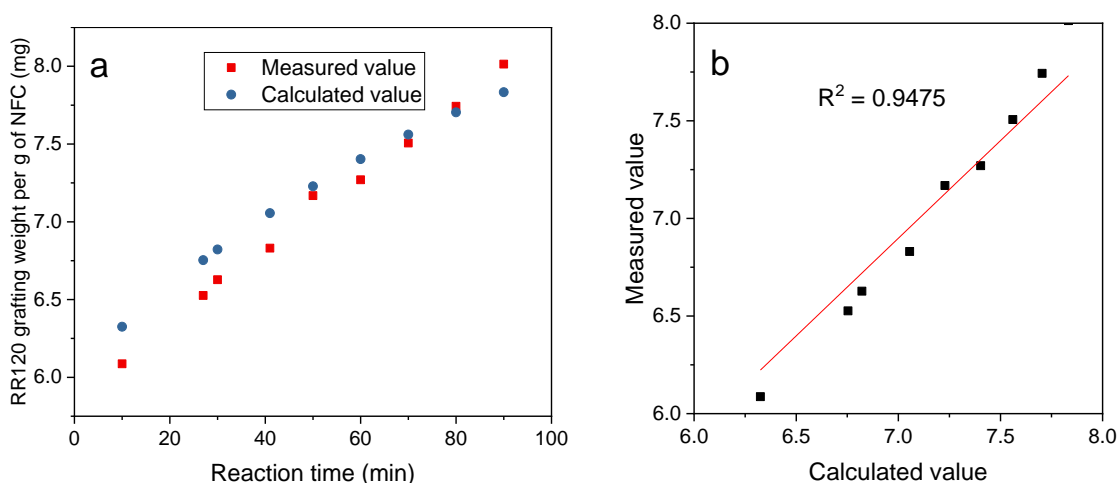 a
Measured value
Calculated value
RR120 grafting weight per g of NFC (mg)
8.0
7.5
7.0
6.5
6.0
0 20 40 60 80 100
Reaction time (min)
b
R² = 0.9475
Measured value
8.0
7.5
7.0
6.5
6.0
6.0 6.5 7.0 7.5 8.0
Calculated value